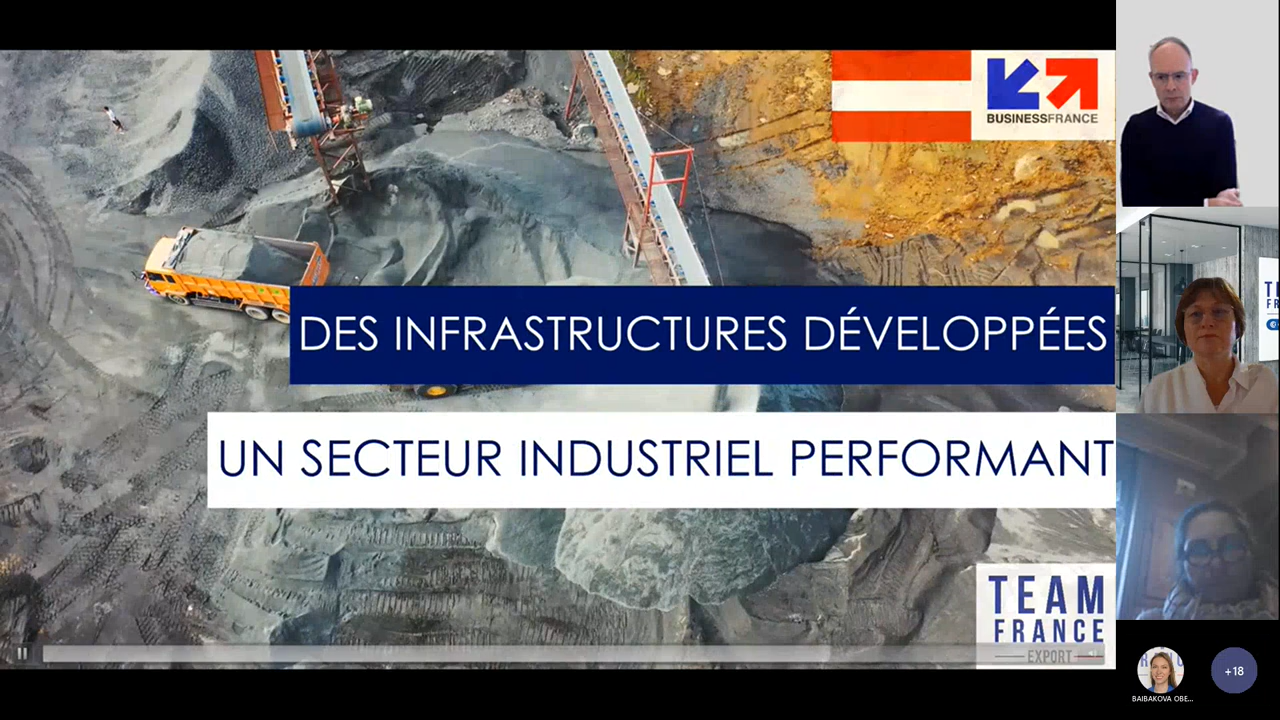 BUSINESSFRANCE
DES INFRASTRUCTURES DÉVELOPPÉES
UN SECTEUR INDUSTRIEL PERFORMANT
TEAM
FRANCE
EXPORT
BAIBAKOVA OBE...
+18